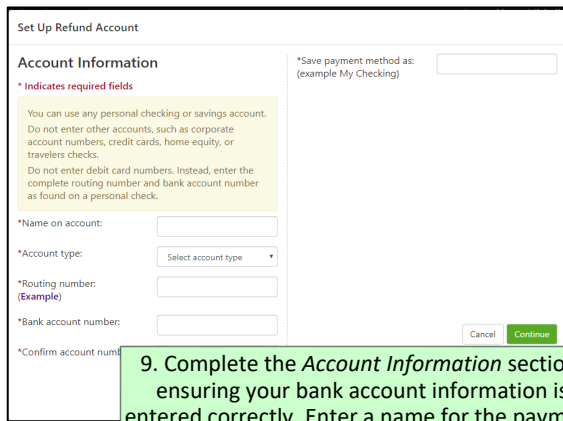 Set Up Refund Account
Account Information
* Indicates required fields
You can use any personal checking or savings account.
Do not enter other accounts, such as corporate
account numbers, credit cards, home equity, or
travelers checks.
Do not enter debit card numbers. Instead, enter the
complete routing number and bank account number
as found on a personal check.
*Name on account:
*Account type:
Select account type
*Routing number:
(Example)
*Bank account number:
*Confirm account
*Save payment method as:
(example My Checking)
Cancel
Continue
9. Complete the Account Information
ensuring your bank account information is
entered correctly. Enter a name for the